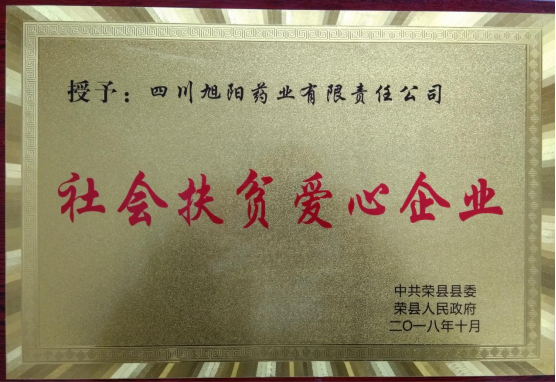 授予：四川旭阳药业有限责任公司
社会扶贫爱心企业
中共荣县县委
荣县人民政府
二〇一八年十月